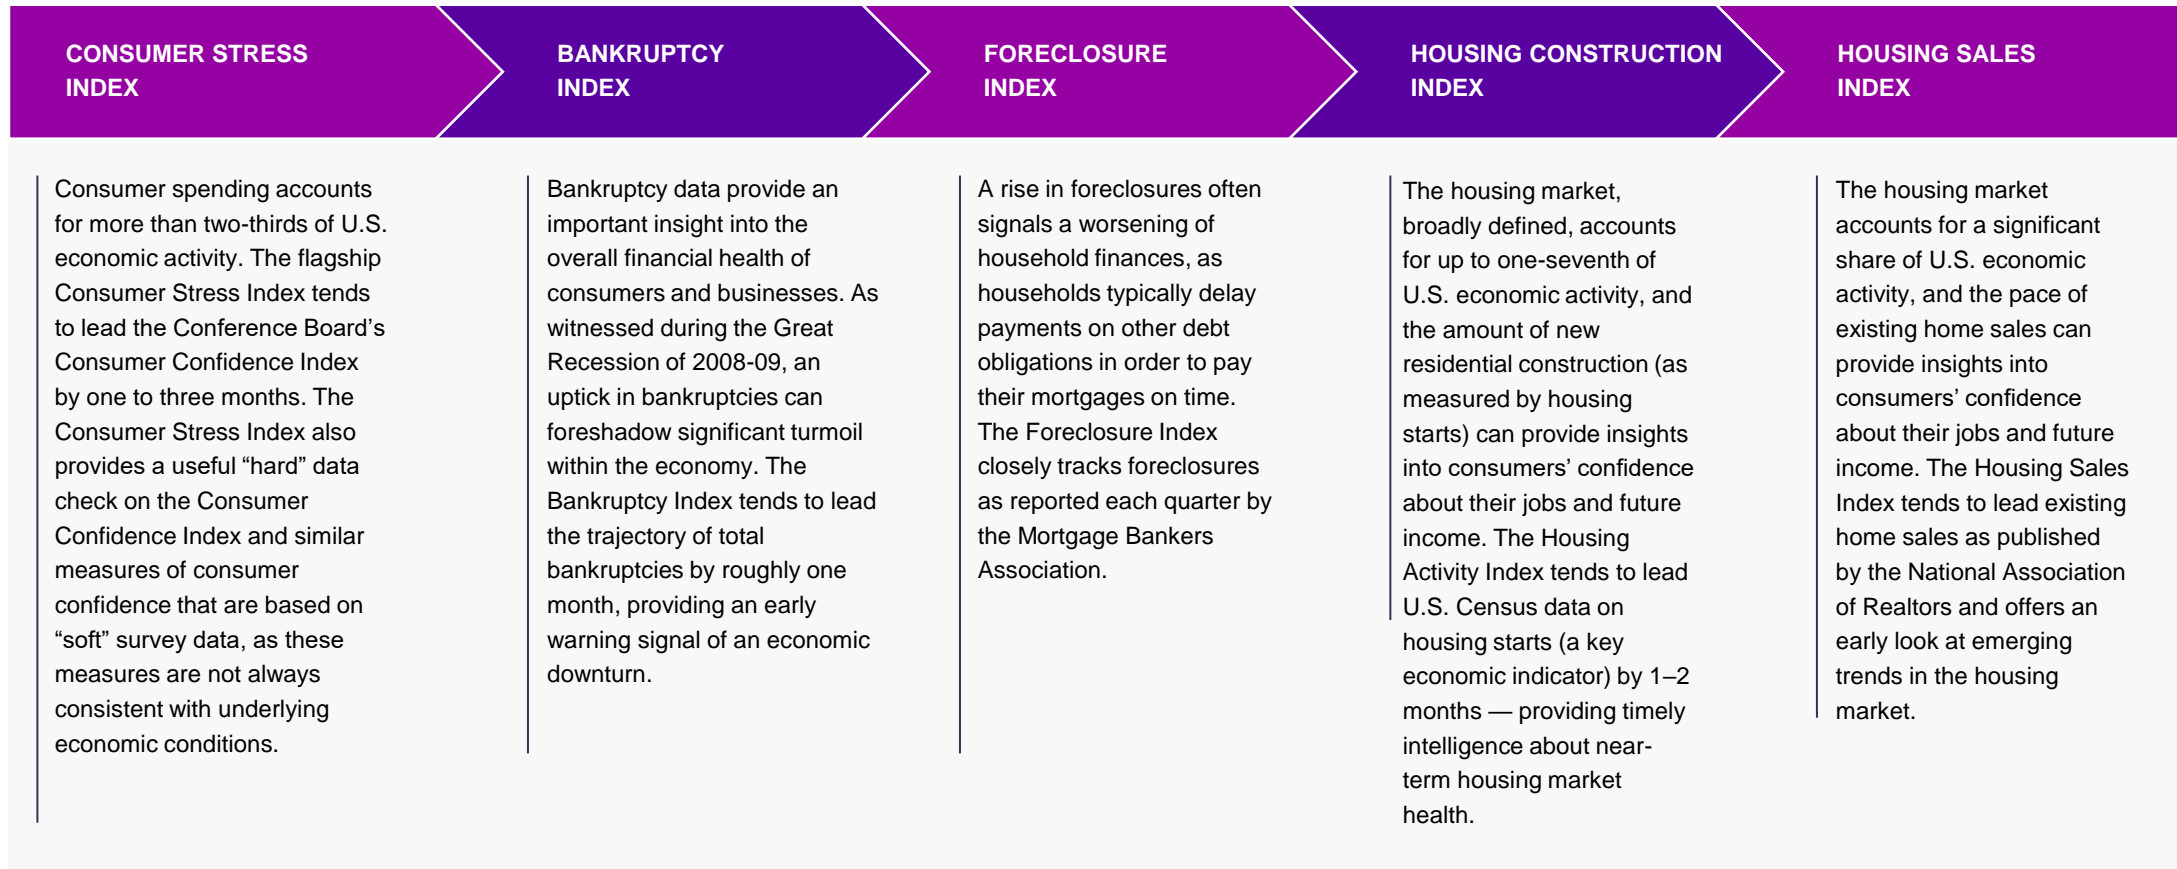 CONSUMER STRESS
INDEX
BANKRUPTCY
INDEX
FORECLOSURE
INDEX
HOUSING CONSTRUCTION
INDEX
HOUSING SALES
INDEX
Consumer spending accounts
for more than two-thirds of U.S.
economic activity. The flagship
Consumer Stress Index tends
to lead the Conference Board’s
Consumer Confidence Index
by one to three months. The
Consumer Stress Index also
provides a useful “hard” data
check on the Consumer
Confidence Index and similar
measures of consumer
confidence that are based on
“soft” survey data, as these
measures are not always
consistent with underlying
economic conditions.
Bankruptcy data provide an
important insight into the
overall financial health of
consumers and businesses. As
witnessed during the Great
Recession of 2008-09, an
uptick in bankruptcies can
foreshadow significant turmoil
within the economy. The
Bankruptcy Index tends to lead
the trajectory of total
bankruptcies by roughly one
month, providing an early
warning signal of an economic
downturn.
A rise in foreclosures often
signals a worsening of
household finances, as
households typically delay
payments on other debt
obligations in order to pay
their mortgages on time.
The Foreclosure Index
closely tracks foreclosures
as reported each quarter by
the Mortgage Bankers
Association.
The housing market,
broadly defined, accounts
for up to one-seventh of
U.S. economic activity, and
the amount of new
residential construction (as
measured by housing
starts) can provide insights
into consumers’ confidence
about their jobs and future
income. The Housing
Activity Index tends to lead
U.S. Census data on
housing starts (a key
economic indicator) by 1–2
months — providing timely
intelligence about near-
term housing market
health.
The housing market
accounts for a significant
share of U.S. economic
activity, and the pace of
existing home sales can
provide insights into
consumers’ confidence
about their jobs and future
income. The Housing Sales
Index tends to lead existing
home sales as published
by the National Association
of Realtors and offers an
early look at emerging
trends in the housing
market.